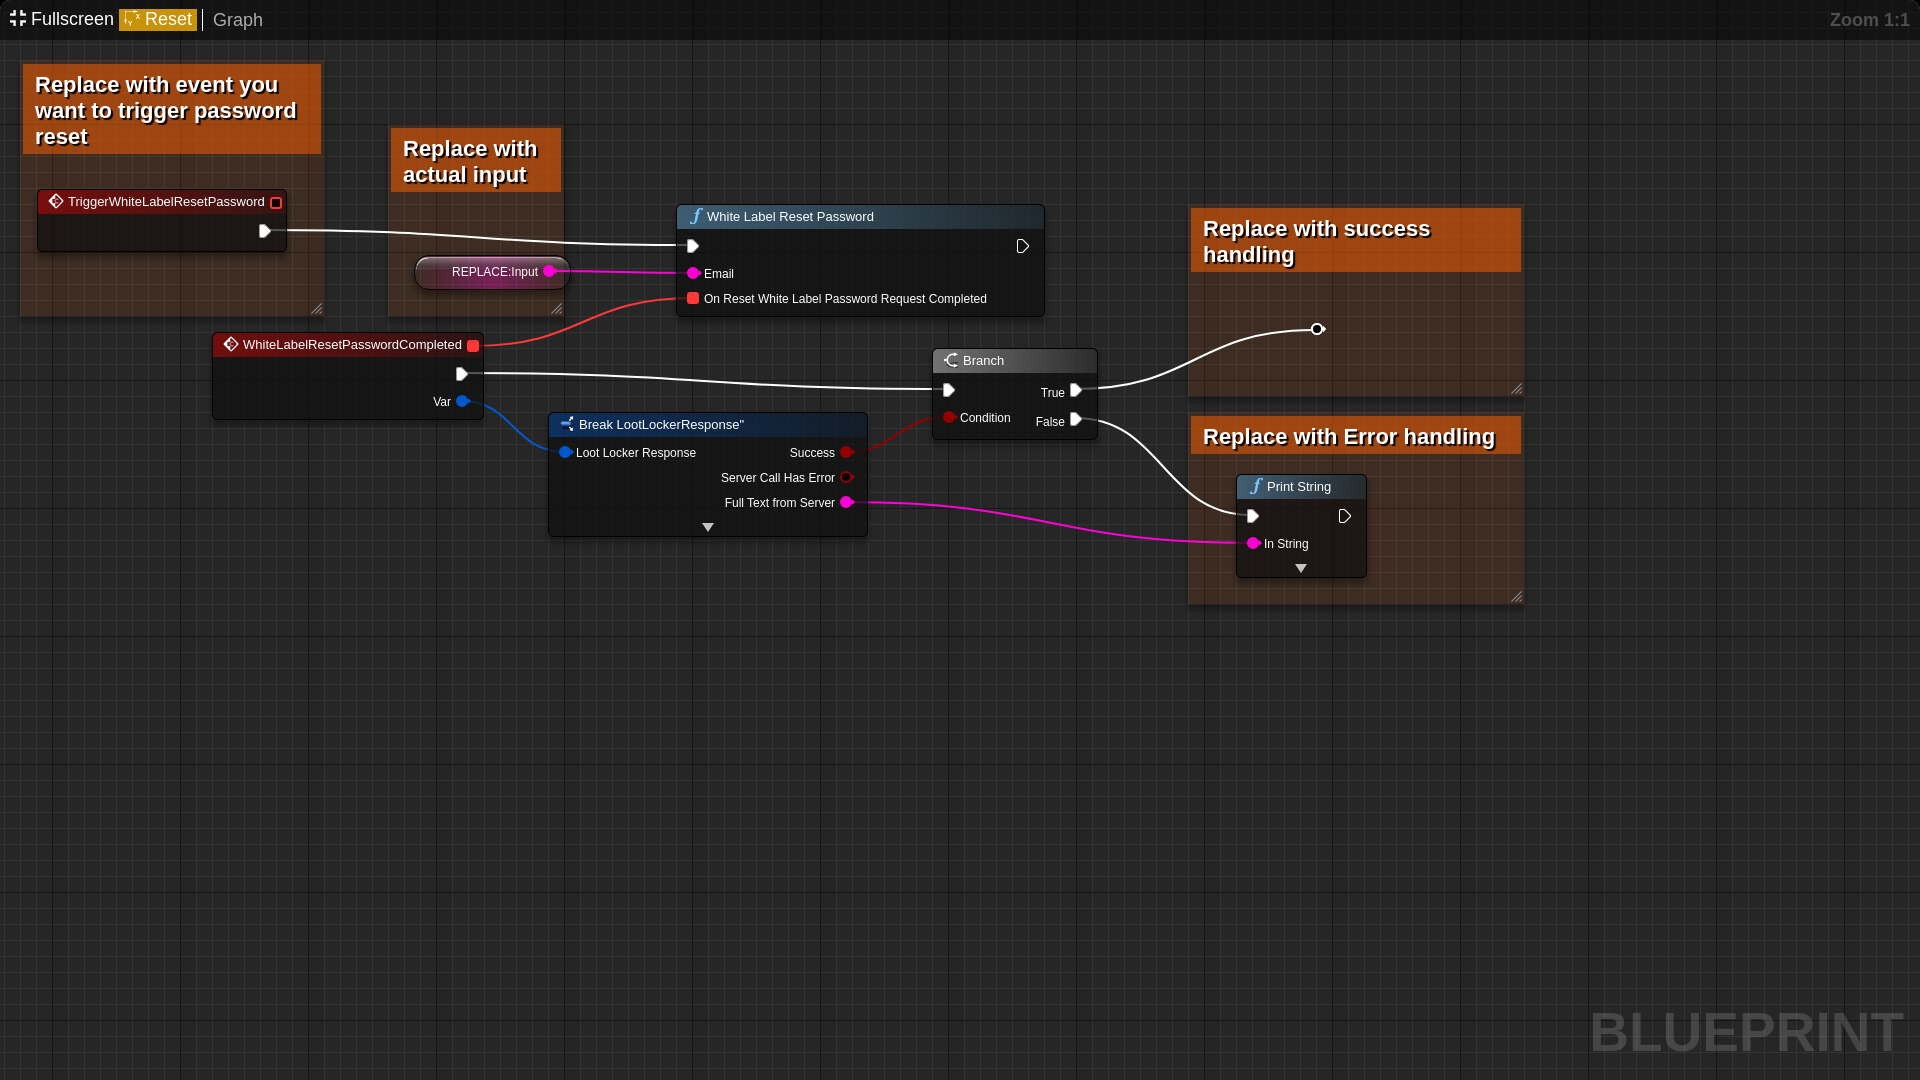 Fullscreen Reset Graph Zoom 1:1
Replace with event you
want to trigger password
reset
TriggerWhiteLabelResetPassword
Replace with
actual input
REPLACE:Input
White Label Reset Password
Email
On Reset White Label Password Request Completed
WhiteLabelResetPasswordCompleted
Var
Break LootLockerResponse"
Loot Locker Response Success
Server Call Has Error
Full Text from Server
Branch
True
Condition
False
Replace with success
handling
Replace with Error handling
Print String
In String
BLUEPRINT